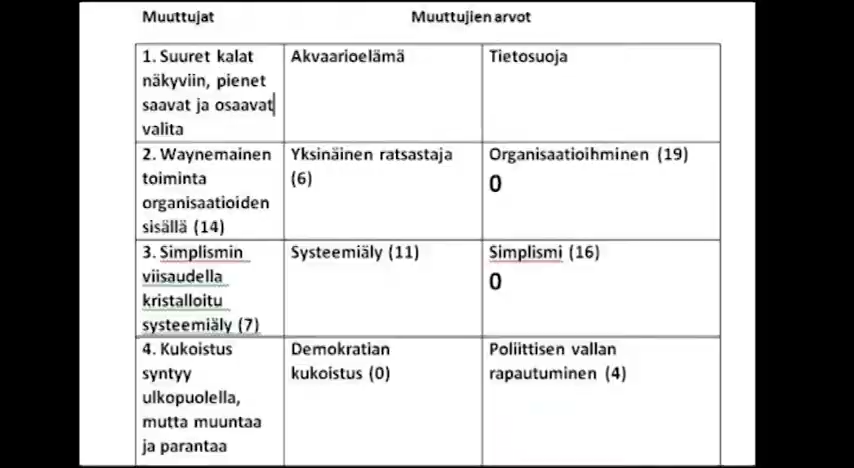 Muuttujat Muuttujien arvot
1. Suuret kalat
näkyviin, pienet
saavat ja osaavat
valita
Akvaarioelämä
Tietosuoja
2. Waynemainen
toiminta
organisaatioiden
sisällä (14)
Yksinäinen ratsastaja
(6)
Organisaatioihminen (19)
0
3. Simplismin
viisaudella
kristalloitu
systeemiäly (7)
Systeemiäly (11)
Simplismi (16)
0
4. Kukoistus
syntyy
ulkopuolella,
mutta muuntaa
ja parantaa
Demokratian
kukoistus (0)
Poliittisen vallan
rapautuminen (4)